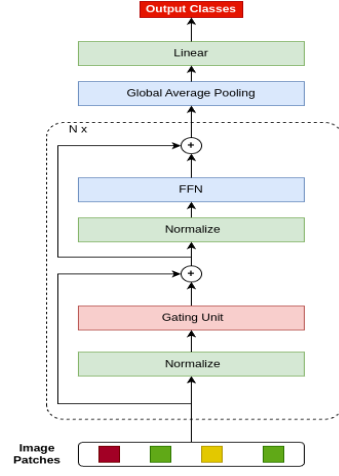 Output Classes
Linear
Global Average Pooling
N x
+
FFN
Normalize
+
Gating Unit
Normalize
Image
Patches